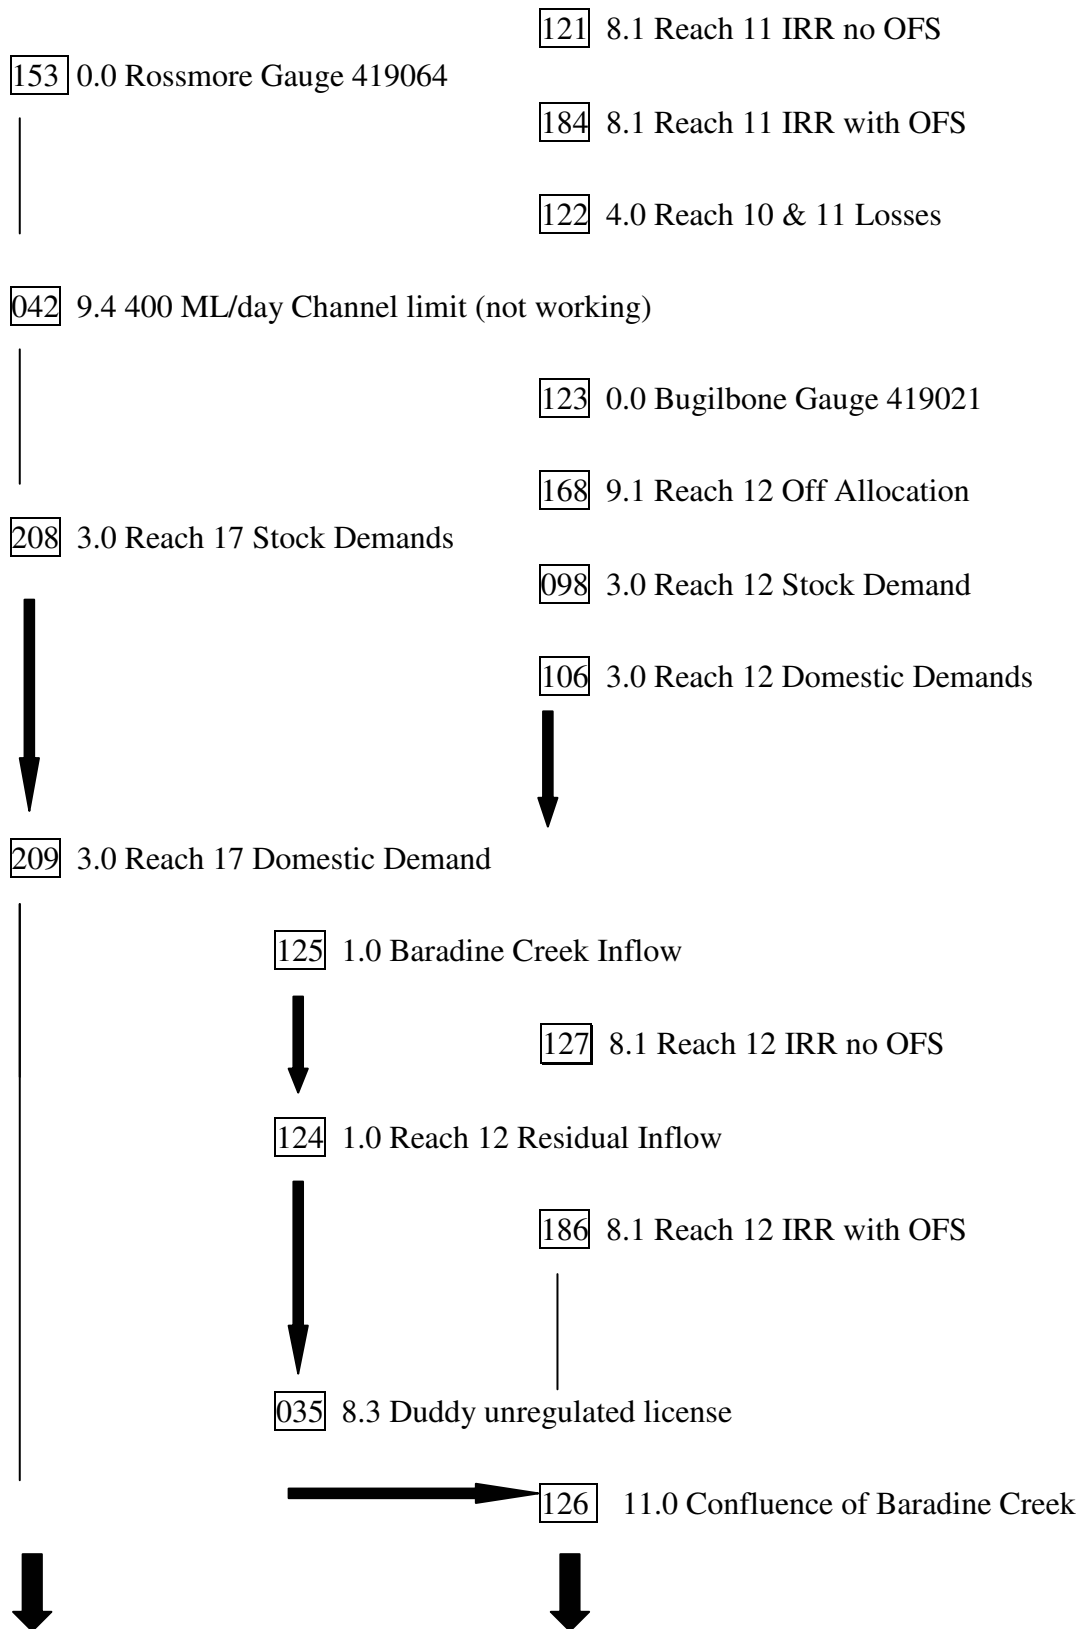 121 8.1 Reach 11 IRR no OFS
153 0.0 Rossmore Gauge 419064
184 8.1 Reach 11 IRR with OFS
122 4.0 Reach 10 & 11 Losses
042 9.4 400 ML/day Channel limit (not working)
123 0.0 Bugilbone Gauge 419021
168 9.1 Reach 12 Off Allocation
208 3.0 Reach 17 Stock Demands
098 3.0 Reach 12 Stock Demand
106 3.0 Reach 12 Domestic Demands
209 3.0 Reach 17 Domestic Demand
125 1.0 Baradine Creek Inflow
127 8.1 Reach 12 IRR no OFS
124 1.0 Reach 12 Residual Inflow
186 8.1 Reach 12 IRR with OFS
035 8.3 Duddy unregulated license
126 11.0 Confluence of Baradine Creek